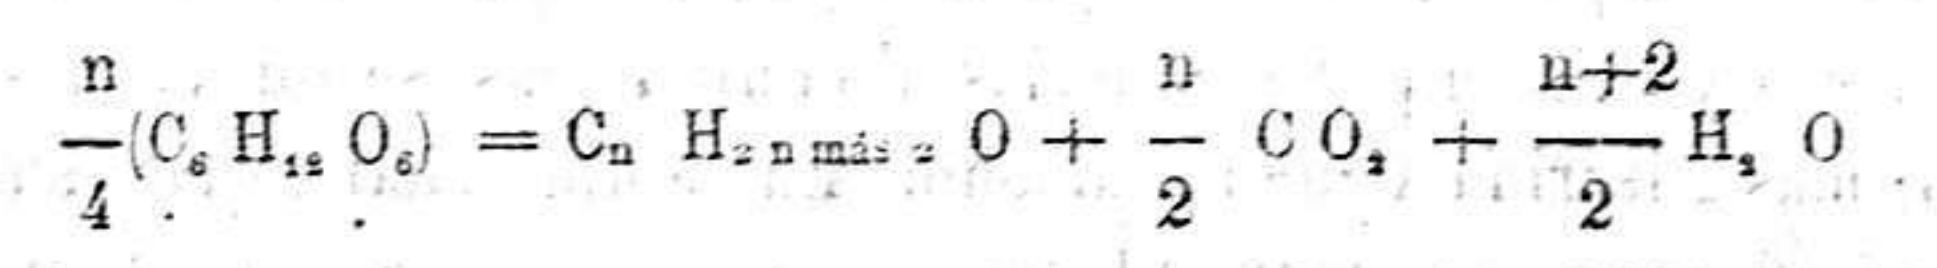 n/4 (C₆ H₁₂ O₆) = Cₙ H₂ ₙ ₘáₛ ₂ O + n/2 C O₂ + n+2/2 H₂ O